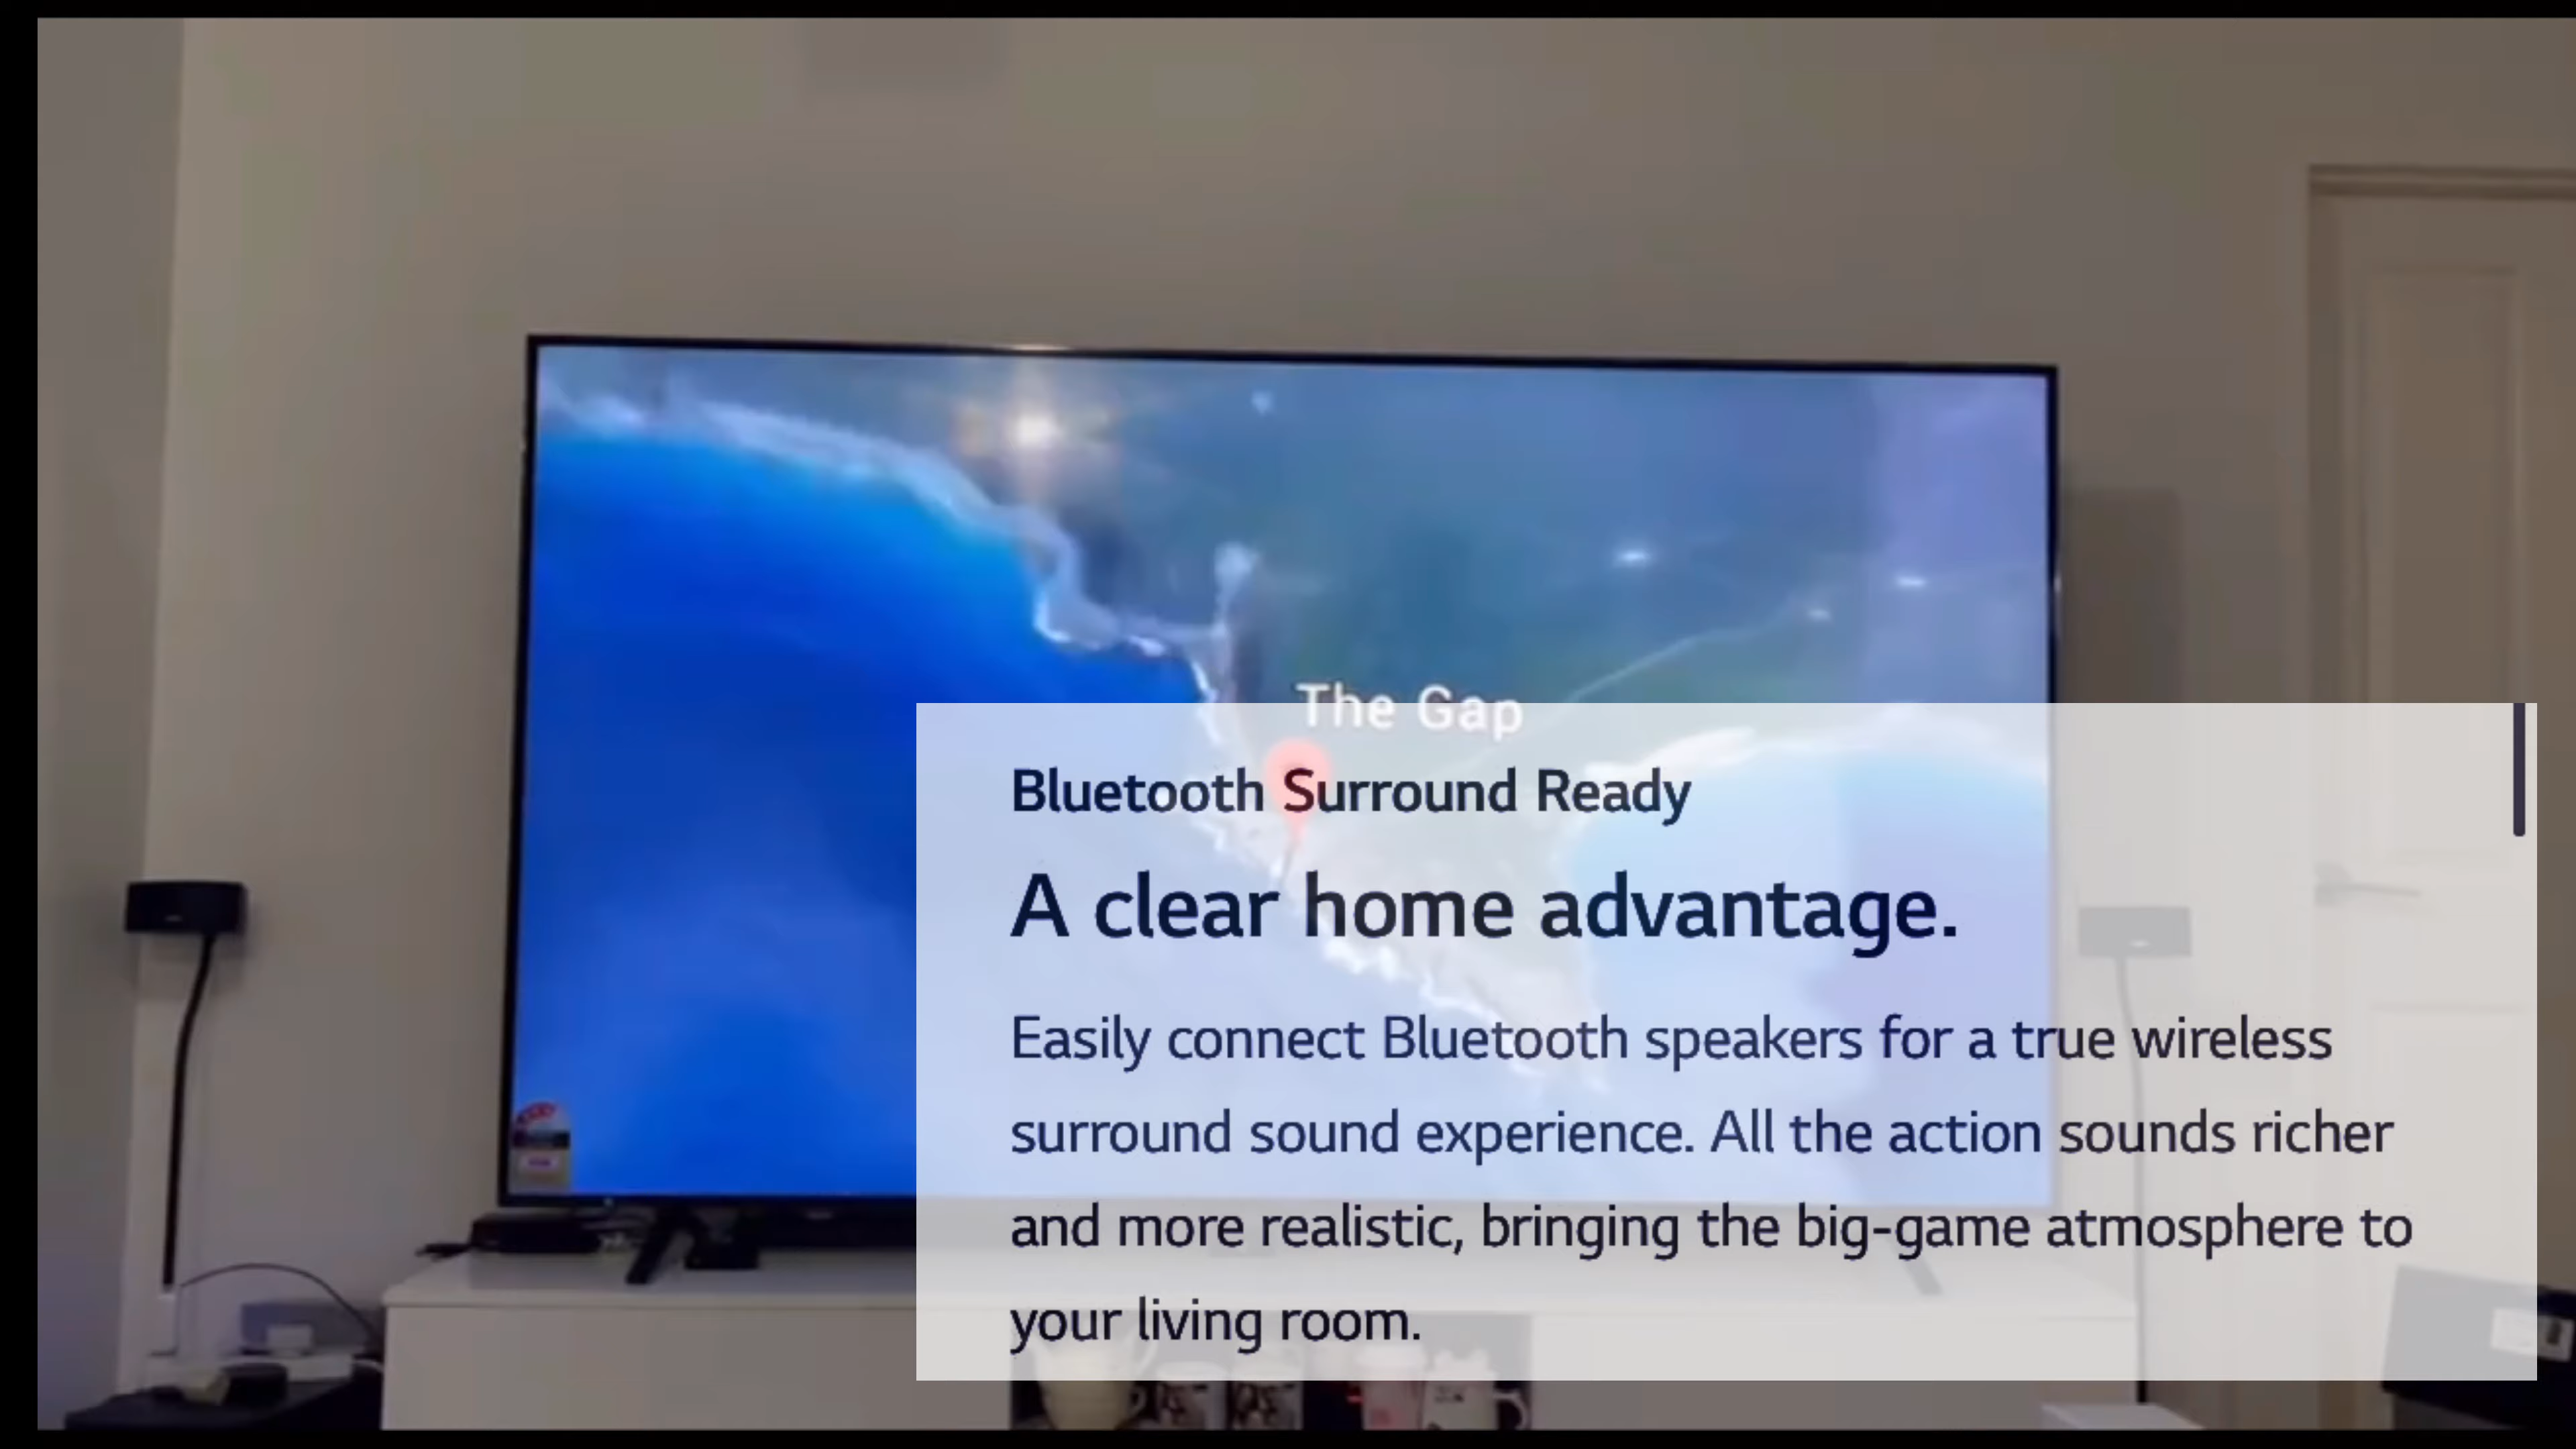 The Gap
Bluetooth Surround Ready
A clear home advantage.
Easily connect Bluetooth speakers for a true wireless
surround sound experience. All the action sounds richer
and more realistic, bringing the big-game atmosphere to
your living room.